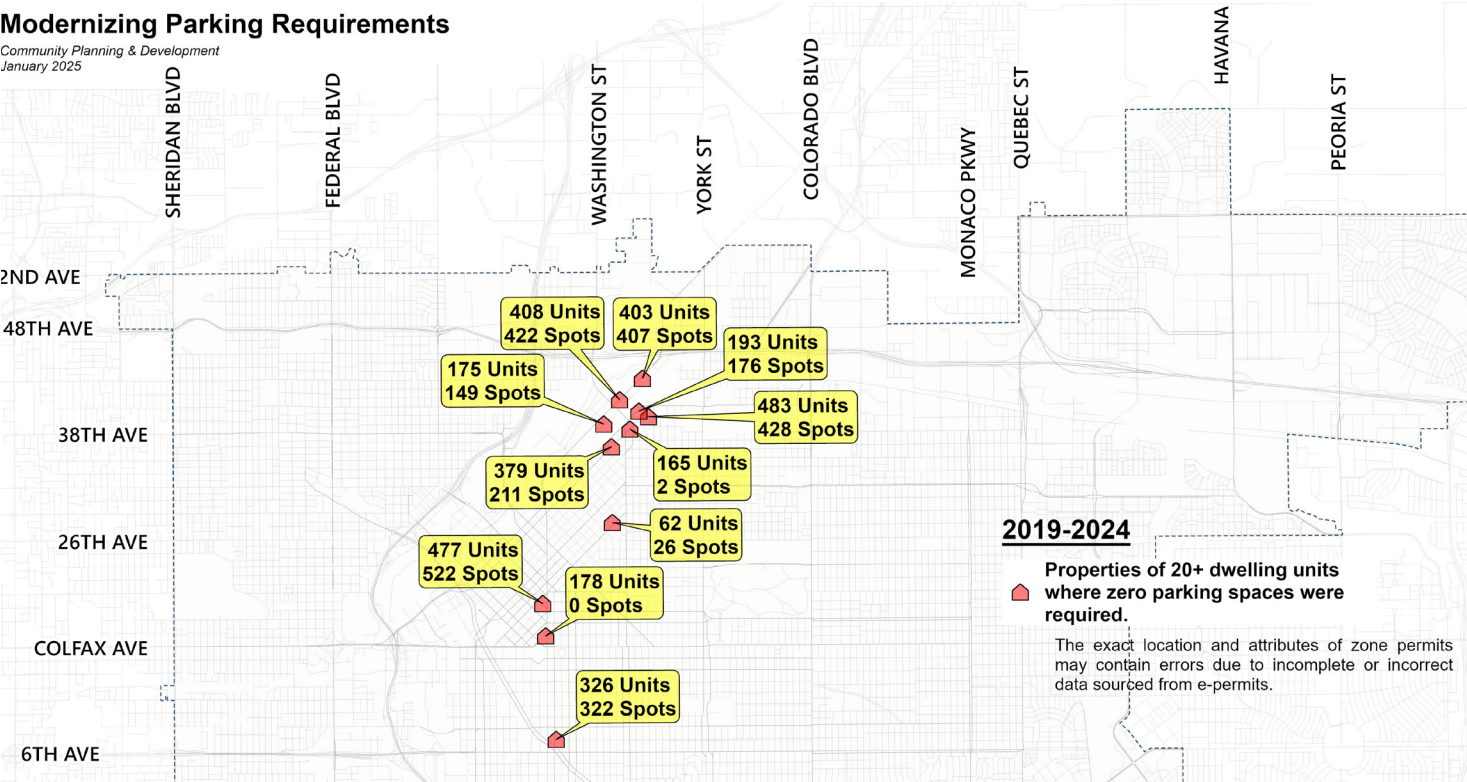 Modernizing Parking Requirements
Community Planning & Development
January 2025
SHERIDAN BLVD
FEDERAL BLVD
WASHINGTON ST
YORK ST
COLORADO BLVD
MONACO PKWY
QUEBEC ST
HAVANA
PEORIA ST
2ND AVE
48TH AVE
38TH AVE
26TH AVE
COLFAX AVE
6TH AVE
408 Units
422 Spots
403 Units
407 Spots
193 Units
176 Spots
175 Units
149 Spots
483 Units
428 Spots
379 Units
211 Spots
165 Units
2 Spots
62 Units
26 Spots
477 Units
522 Spots
178 Units
0 Spots
326 Units
322 Spots
2019-2024
Properties of 20+ dwelling units
where zero parking spaces were
required.
The exact location and attributes of zone permits
may contain errors due to incomplete or incorrect
data sourced from e-permits.